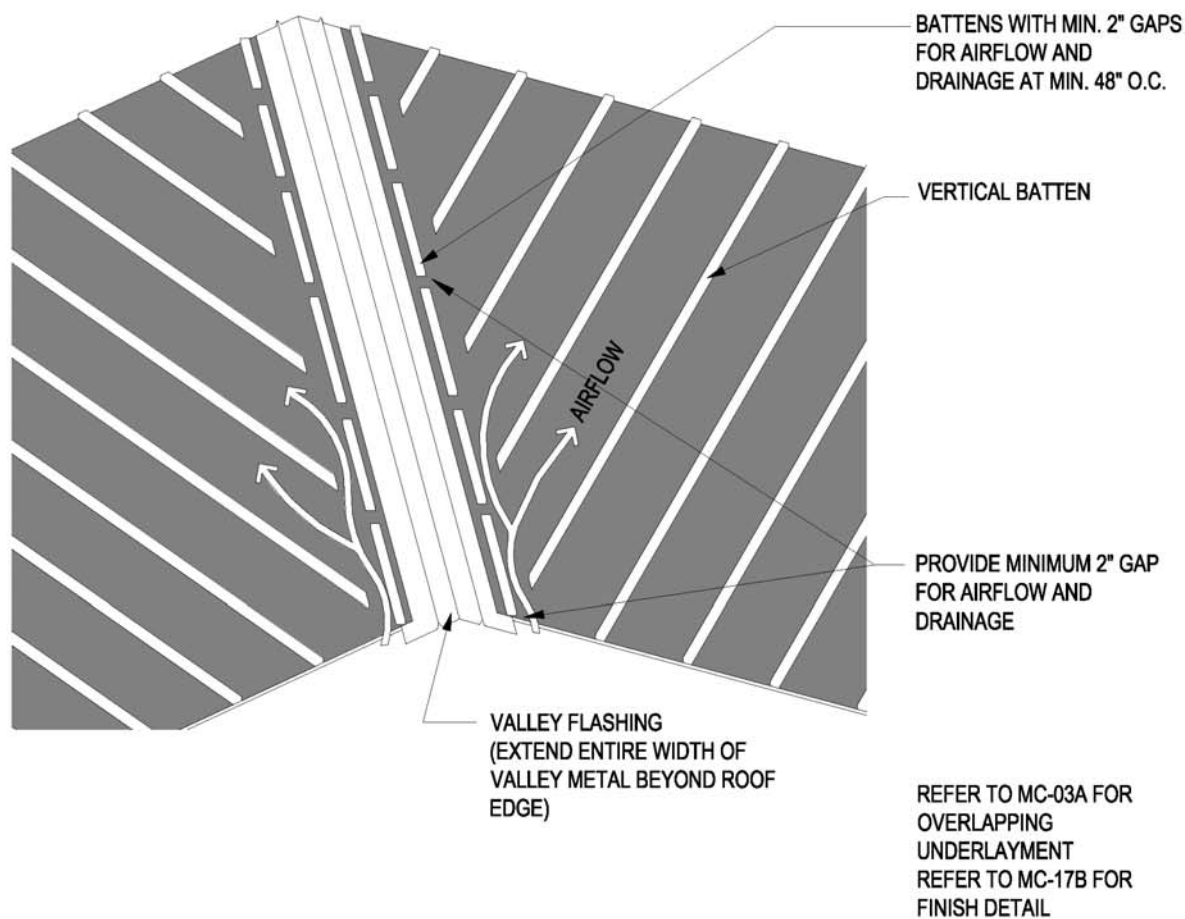 BATTENS WITH MIN. 2" GAPS
FOR AIRFLOW AND
DRAINAGE AT MIN. 48" O.C.
VERTICAL BATTEN
AIRFLOW
PROVIDE MINIMUM 2" GAP
FOR AIRFLOW AND
DRAINAGE
VALLEY FLASHING
(EXTEND ENTIRE WIDTH OF
VALLEY METAL BEYOND ROOF
EDGE)
REFER TO MC-03A FOR
OVERLAPPING
UNDERLAYMENT
REFER TO MC-17B FOR
FINISH DETAIL